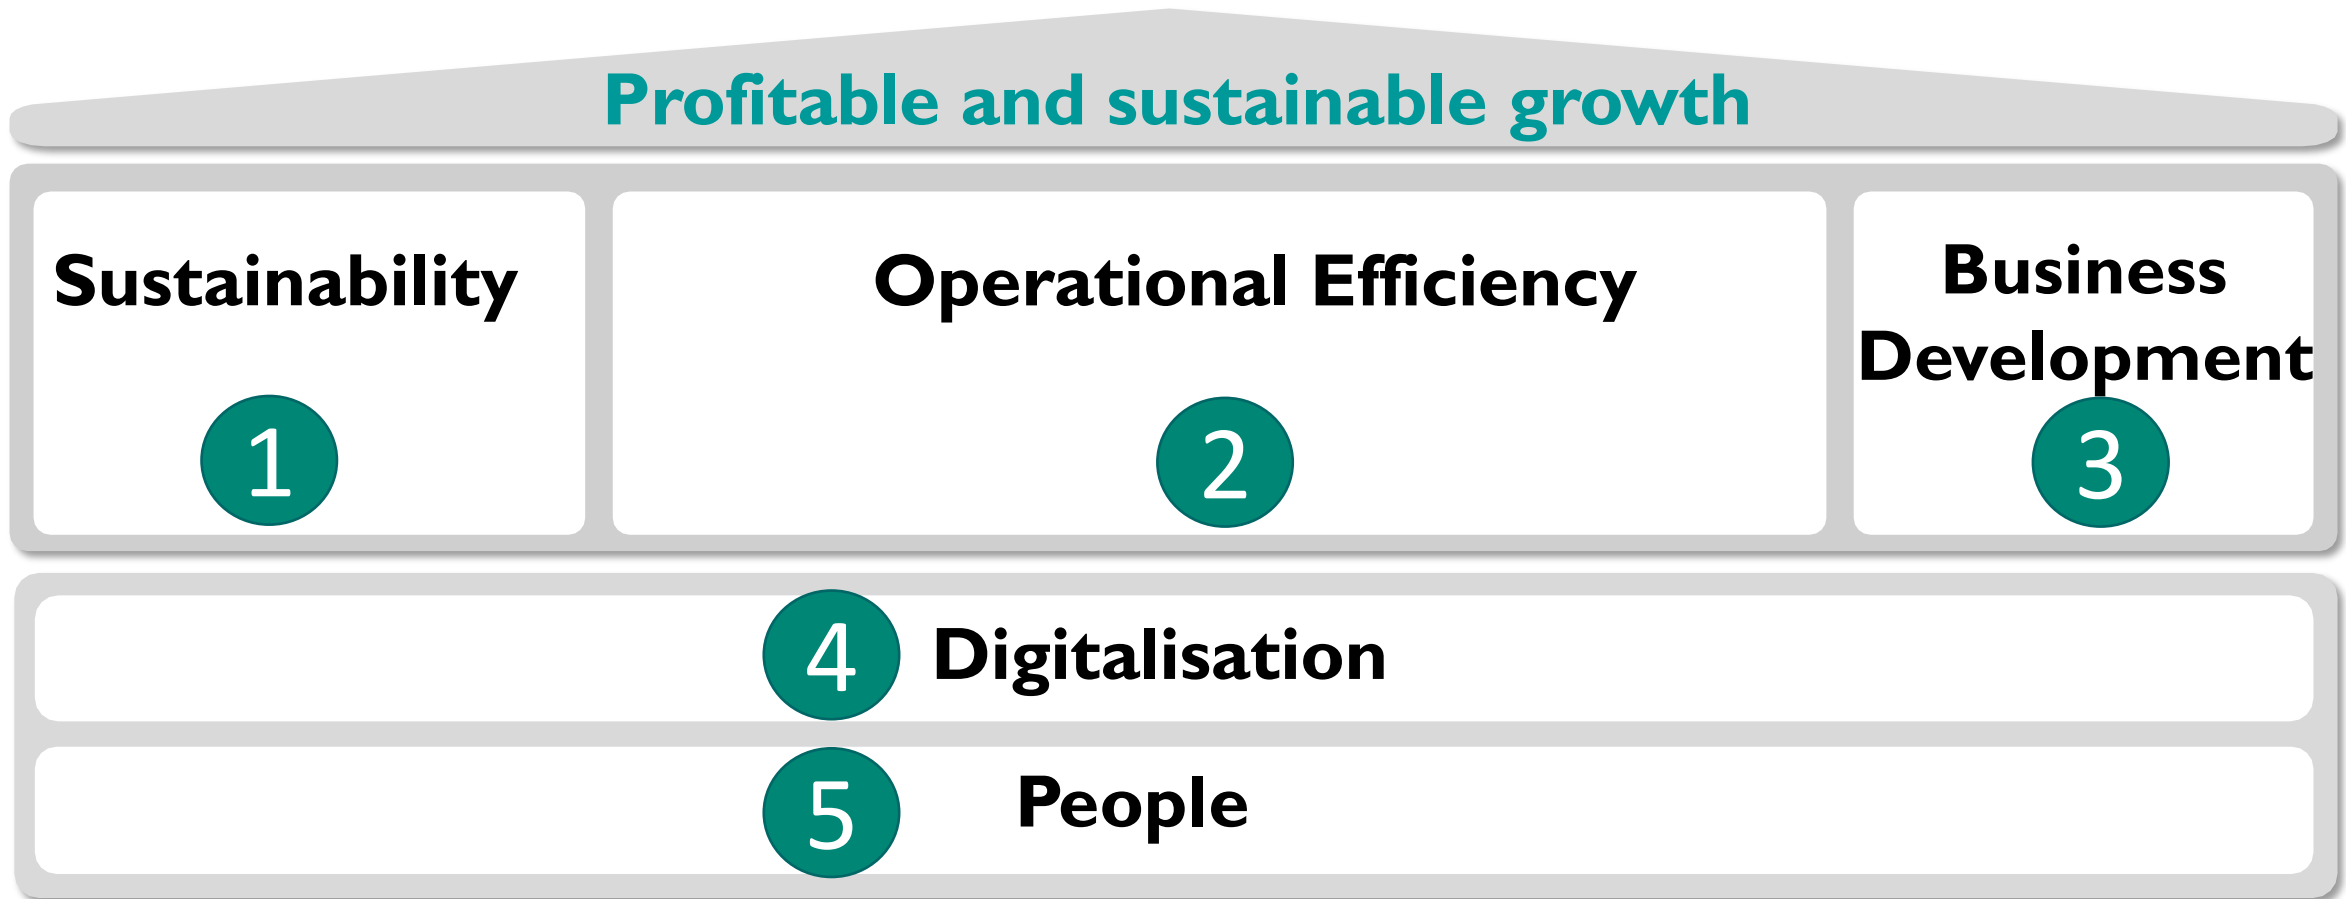 Profitable and sustainable growth
Sustainability
1
Operational Efficiency
2
Business
Development
3
4 Digitalisation
5 People